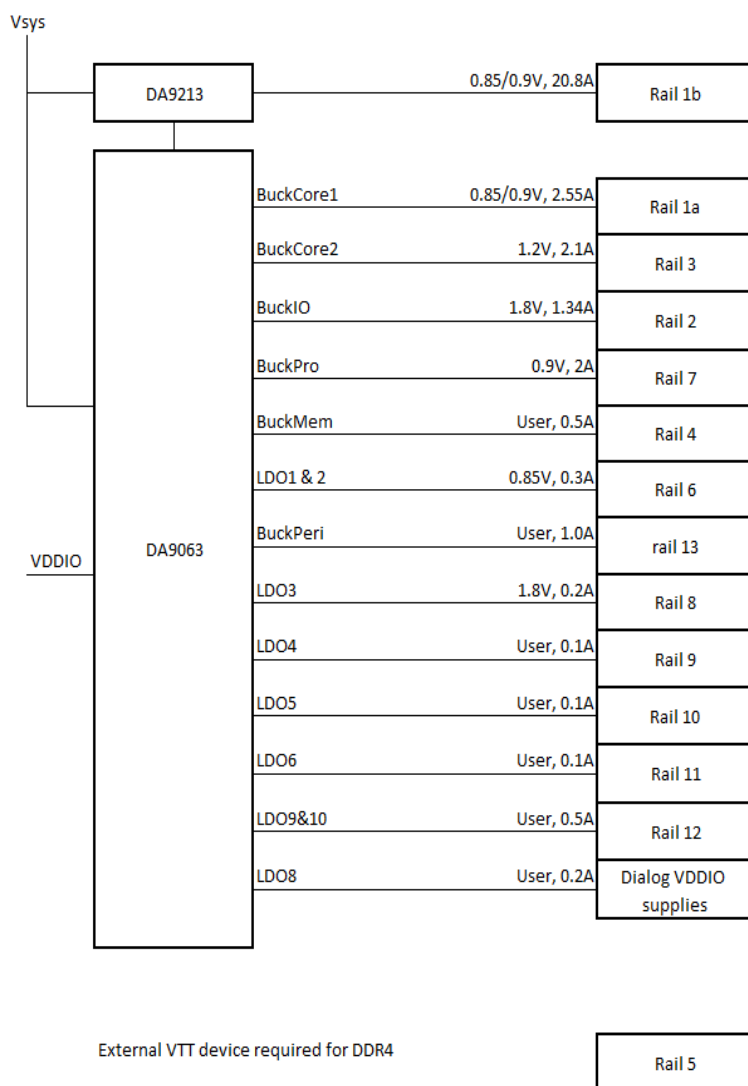 Vsys
DA9213
0.85/0.9V, 20.8A
Rail 1b
BuckCore1
0.85/0.9V, 2.55A
Rail 1a
BuckCore2
1.2V, 2.1A
Rail 3
BuckIO
1.8V, 1.34A
Rail 2
BuckPro
0.9V, 2A
Rail 7
BuckMem
User, 0.5A
Rail 4
LDO1 & 2
0.85V, 0.3A
Rail 6
VDDIO
DA9063
BuckPeri
User, 1.0A
rail 13
LDO3
1.8V, 0.2A
Rail 8
LDO4
User, 0.1A
Rail 9
LDO5
User, 0.1A
Rail 10
LDO6
User, 0.1A
Rail 11
LDO9&10
User, 0.5A
Rail 12
LDO8
User, 0.2A
Dialog VDDIO
supplies
External VTT device required for DDR4
Rail 5